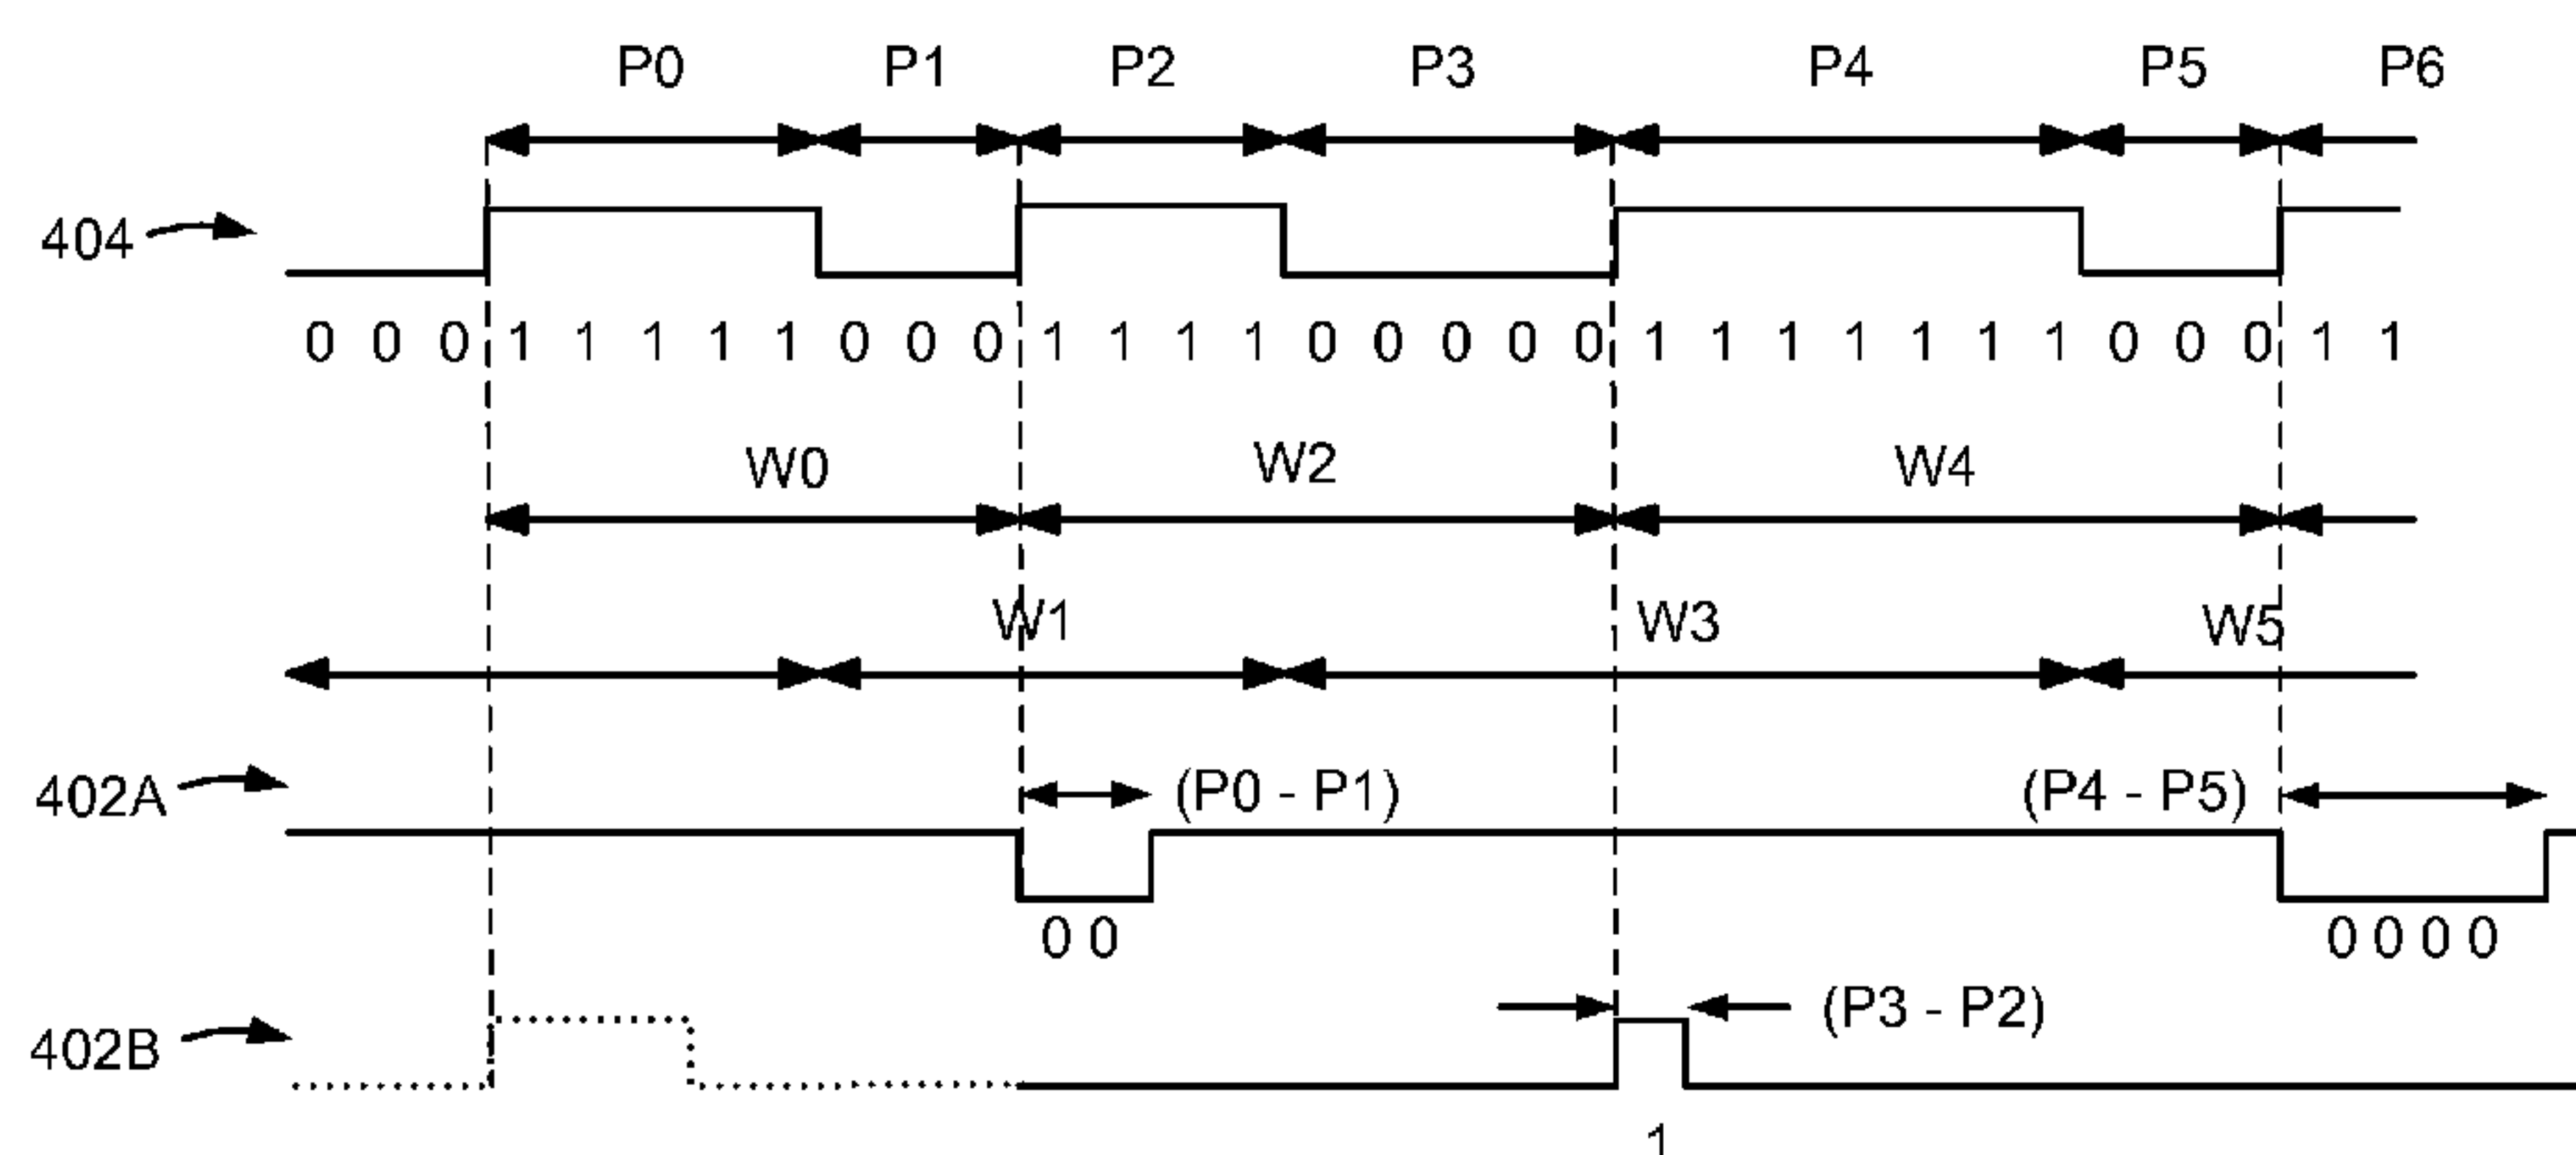 P0 P1 P2 P3 P4 P5 P6
404
0 0 0 1 1 1 1 1 0 0 0 1 1 1 1 0 0 0 0 0 1 1 1 1 1 1 1 0 0 0 1 1
W0 W2 W4
W1 W3 W5
402A (P0 - P1) (P4 - P5)
0 0 0 0 0 0
402B (P3 - P2)
1